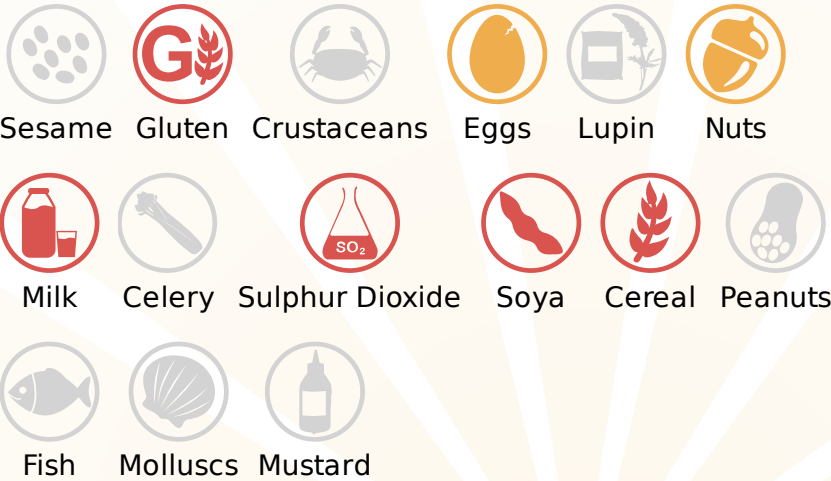 G
Sesame Gluten Crustaceans Eggs Lupin Nuts
SO₂
Milk Celery Sulphur Dioxide Soya Cereal Peanuts
Fish Molluscs Mustard